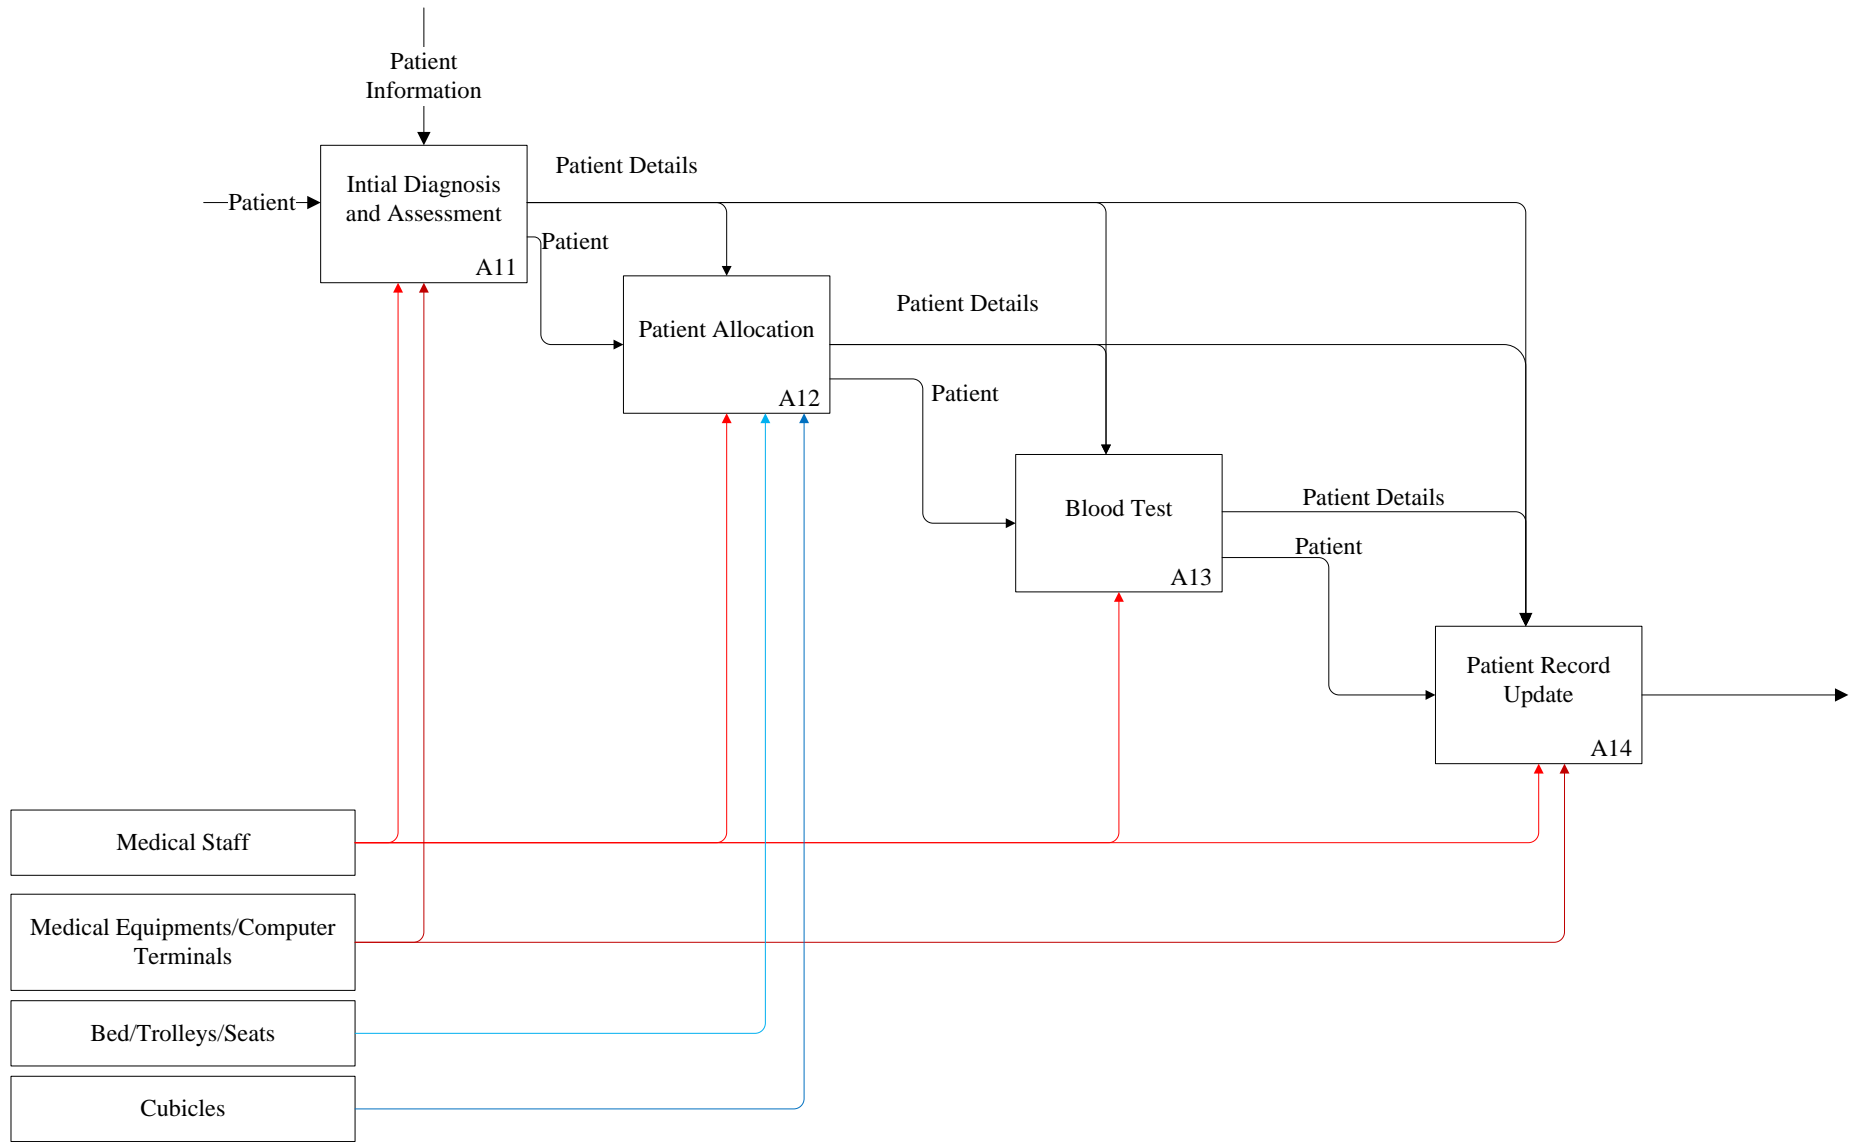 Patient
Information
Patient Details
Intial Diagnosis
and Assessment
Patient
Patient
A11
Patient Details
Patient Allocation
Patient
A12
Patient Details
Blood Test
Patient
A13
Patient Record
Update
A14
Medical Staff
Medical Equipments/Computer
Terminals
Bed/Trolleys/Seats
Cubicles